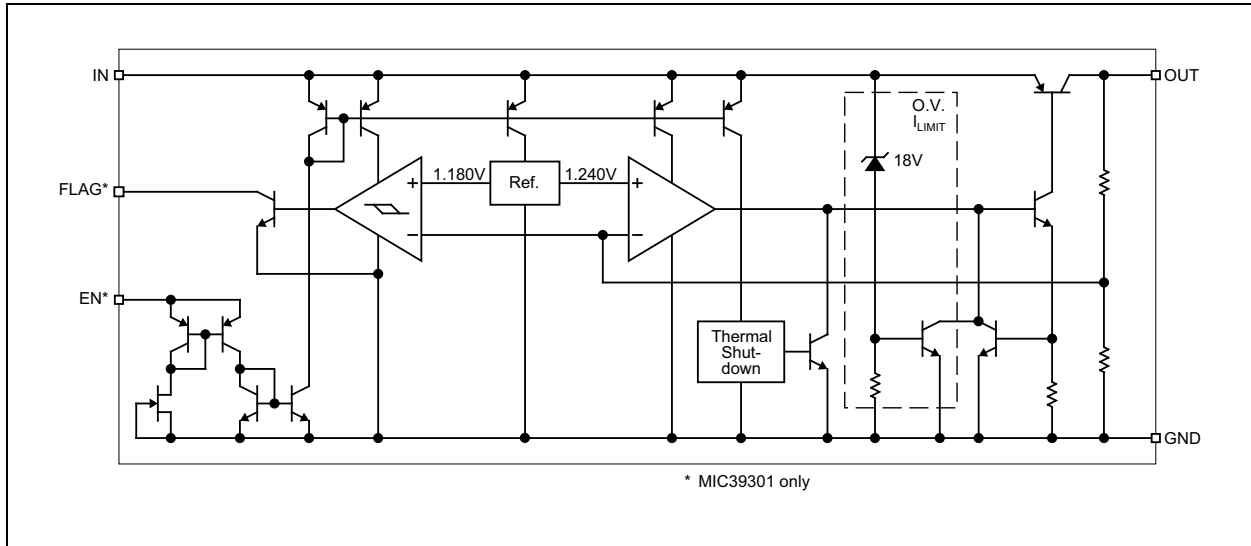 IN
OUT
O.V.
ILIMIT
18V
FLAG*
+
1.180V
Ref.
1.240V
+
−
−
EN*
Thermal
Shut-
down
GND
* MIC39301 only